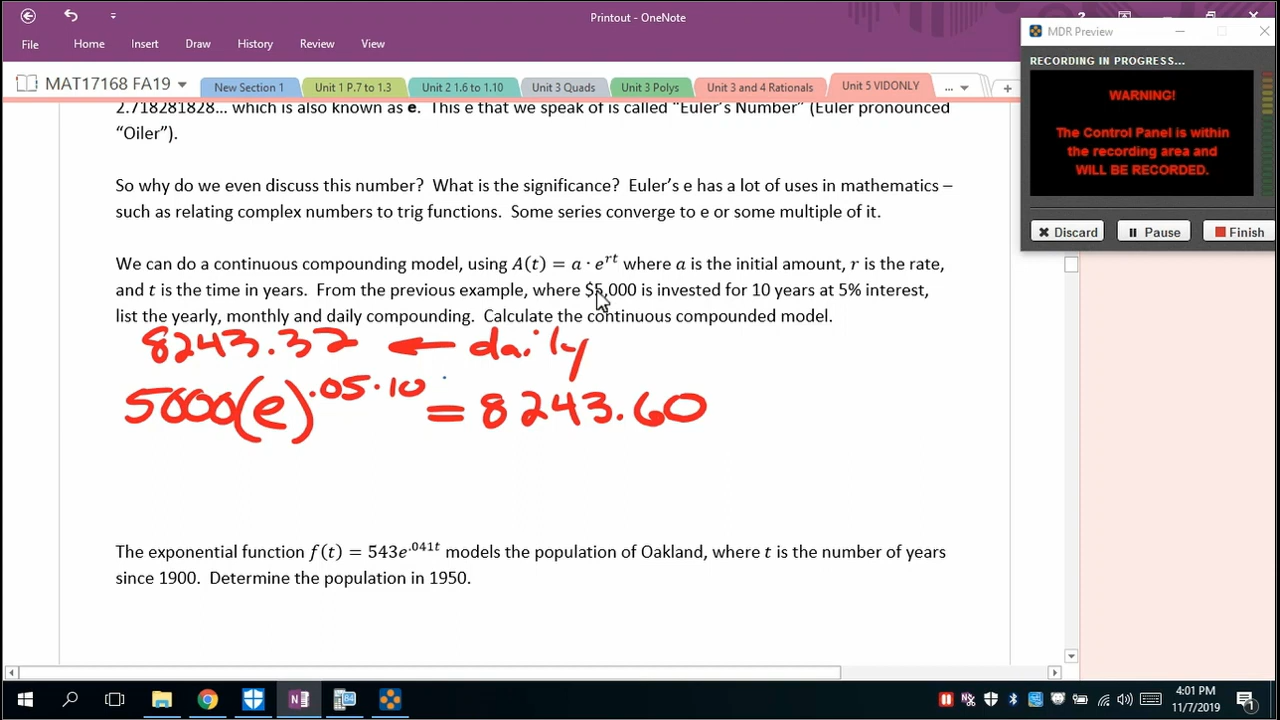 Printout - OneNote
?
File Home Insert Draw History Review View
MDR Preview
RECORDING IN PROGRESS...
WARNING!
The Control Panel is within
the recording area and
WILL BE RECORDED.
Discard Pause Finish
MAT17168 FA19 New Section 1 Unit 1 P.7 to 1.3 Unit 2 1.6 to 1.10 Unit 3 Quads Unit 3 Polys Unit 3 and 4 Rationals Unit 5 VIDONLY ... +
2.718281828... which is also known as e. This e that we speak of is called “Euler’s Number” (Euler pronounced
“Oiler”).
So why do we even discuss this number? What is the significance? Euler’s e has a lot of uses in mathematics –
such as relating complex numbers to trig functions. Some series converge to e or some multiple of it.
We can do a continuous compounding model, using A(t) = a · e^{rt} where a is the initial amount, r is the rate,
and t is the time in years. From the previous example, where $5,000 is invested for 10 years at 5% interest,
list the yearly, monthly and daily compounding. Calculate the continuous compounded model.
8243.37 ← daily
5000(e)^{.05·10} = 8243.60
The exponential function f(t) = 543e^{.041t} models the population of Oakland, where t is the number of years
since 1900. Determine the population in 1950.
4:01 PM
11/7/2019
1